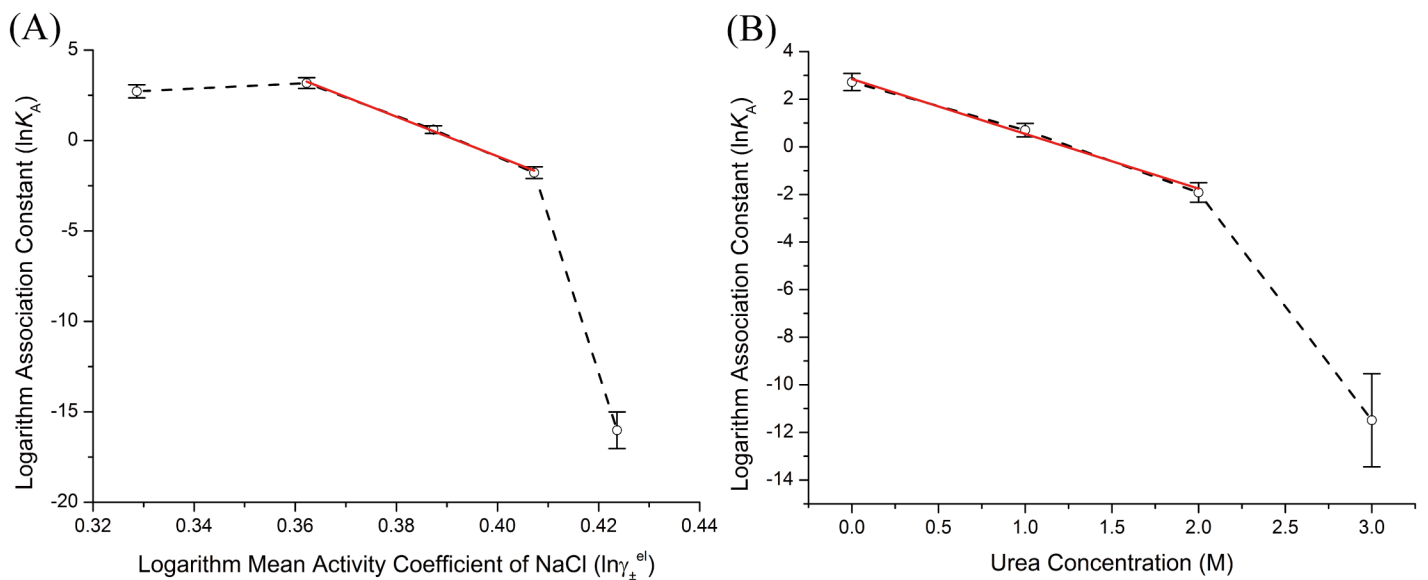 (A)
Logarithm Association Constant (lnK_A)
5
0
-5
-10
-15
-20
0.32 0.34 0.36 0.38 0.40 0.42 0.44
Logarithm Mean Activity Coefficient of NaCl (lnγ±^el)
(B)
Logarithm Association Constant (lnK_A)
4
2
0
-2
-4
-6
-8
-10
-12
-14
0.0 0.5 1.0 1.5 2.0 2.5 3.0
Urea Concentration (M)